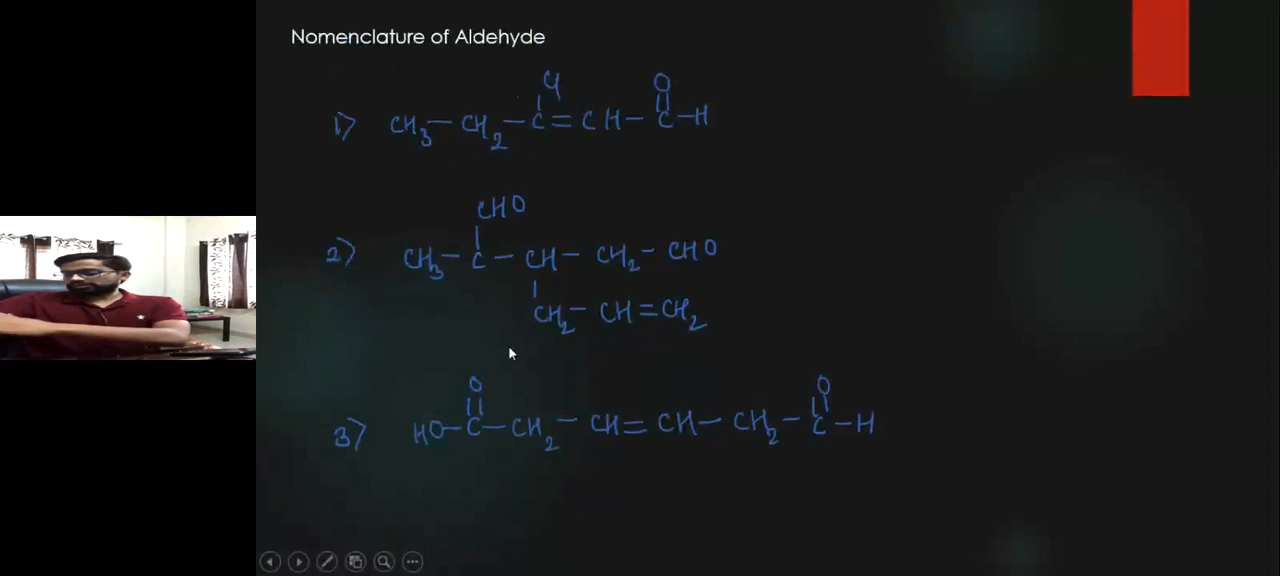 Nomenclature of Aldehyde
Cl O
1) CH3 - CH2 - C = CH - C - H
CHO
2) CH3 - C - CH - CH2 - CHO
CH2 - CH = CH2
O O
3) HO - C - CH2 - CH = CH - CH2 - C - H